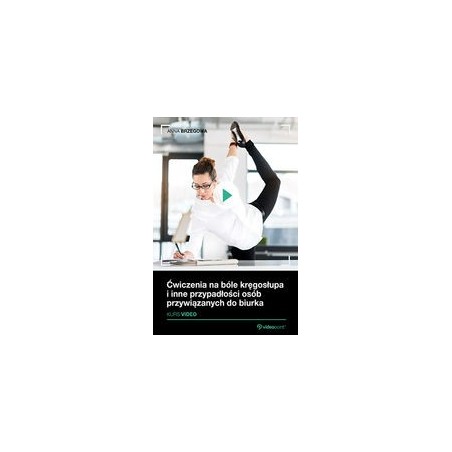 ANNA BRZEGOWA
Ćwiczenia na bóle kręgosłupa
i inne przypadłości osób
przywiązanych do biurka
KURS VIDEO
videopoint